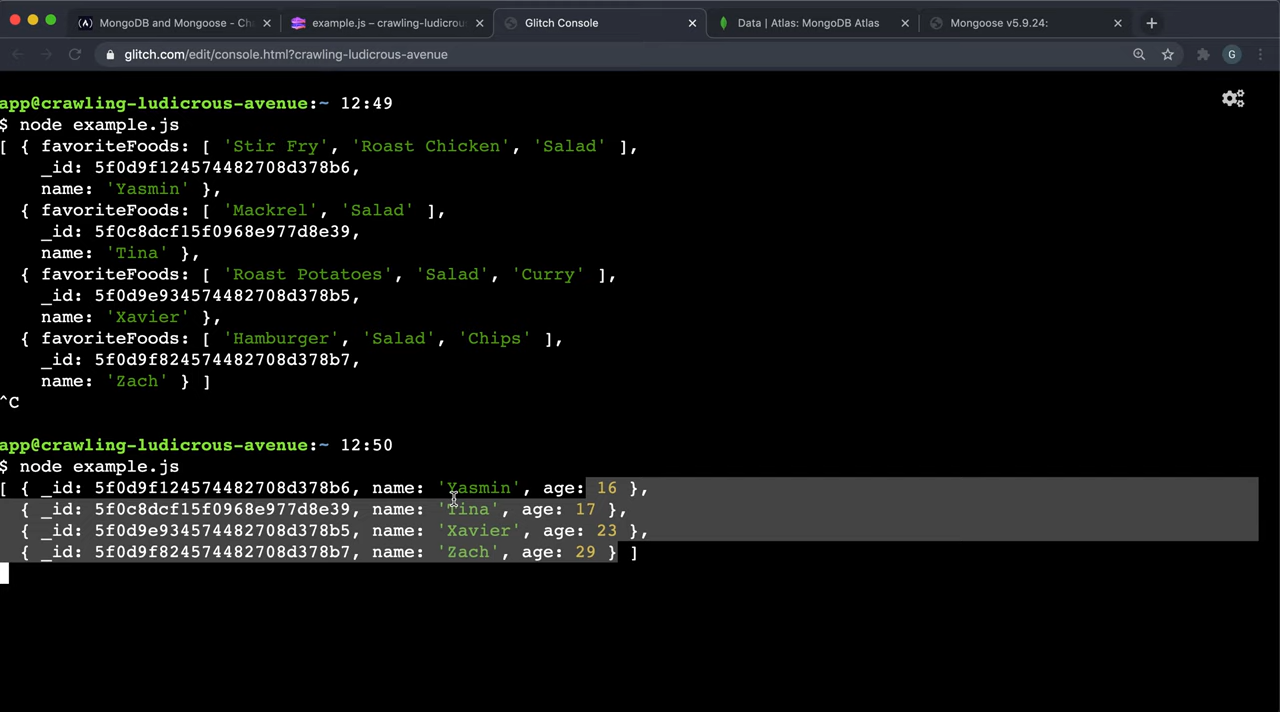 MongoDB and Mongoose - Ch
example.js – crawling-ludicrou
Glitch Console
Data | Atlas: MongoDB Atlas
Mongoose v5.9.24:
glitch.com/edit/console.html?crawling-ludicrous-avenue
G
app@crawling-ludicrous-avenue:~ 12:49
$ node example.js
[ { favoriteFoods: [ 'Stir Fry', 'Roast Chicken', 'Salad' ],
_id: 5f0d9f124574482708d378b6,
name: 'Yasmin' },
{ favoriteFoods: [ 'Mackrel', 'Salad' ],
_id: 5f0c8dcf15f0968e977d8e39,
name: 'Tina' },
{ favoriteFoods: [ 'Roast Potatoes', 'Salad', 'Curry' ],
_id: 5f0d9e934574482708d378b5,
name: 'Xavier' },
{ favoriteFoods: [ 'Hamburger', 'Salad', 'Chips' ],
_id: 5f0d9f824574482708d378b7,
name: 'Zach' } ]
^C
app@crawling-ludicrous-avenue:~ 12:50
$ node example.js
[ { _id: 5f0d9f124574482708d378b6, name: 'Yasmin', age: 16 },
{ _id: 5f0c8dcf15f0968e977d8e39, name: 'Tina', age: 17 },
{ _id: 5f0d9e934574482708d378b5, name: 'Xavier', age: 23 },
{ _id: 5f0d9f824574482708d378b7, name: 'Zach', age: 29 } ]